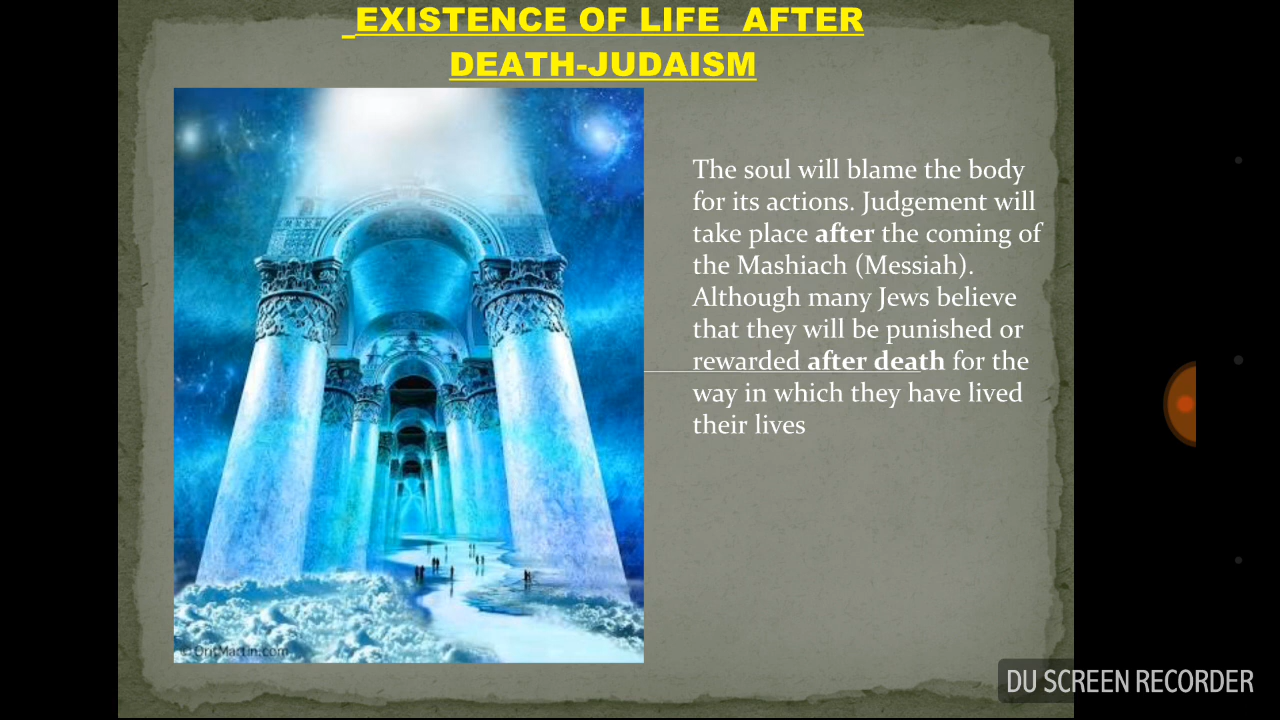 EXISTENCE OF LIFE AFTER
DEATH-JUDAISM
The soul will blame the body
for its actions. Judgement will
take place after the coming of
the Mashiach (Messiah).
Although many Jews believe
that they will be punished or
rewarded after death for the
way in which they have lived
their lives
© OritMartin.com
DU SCREEN RECORDER